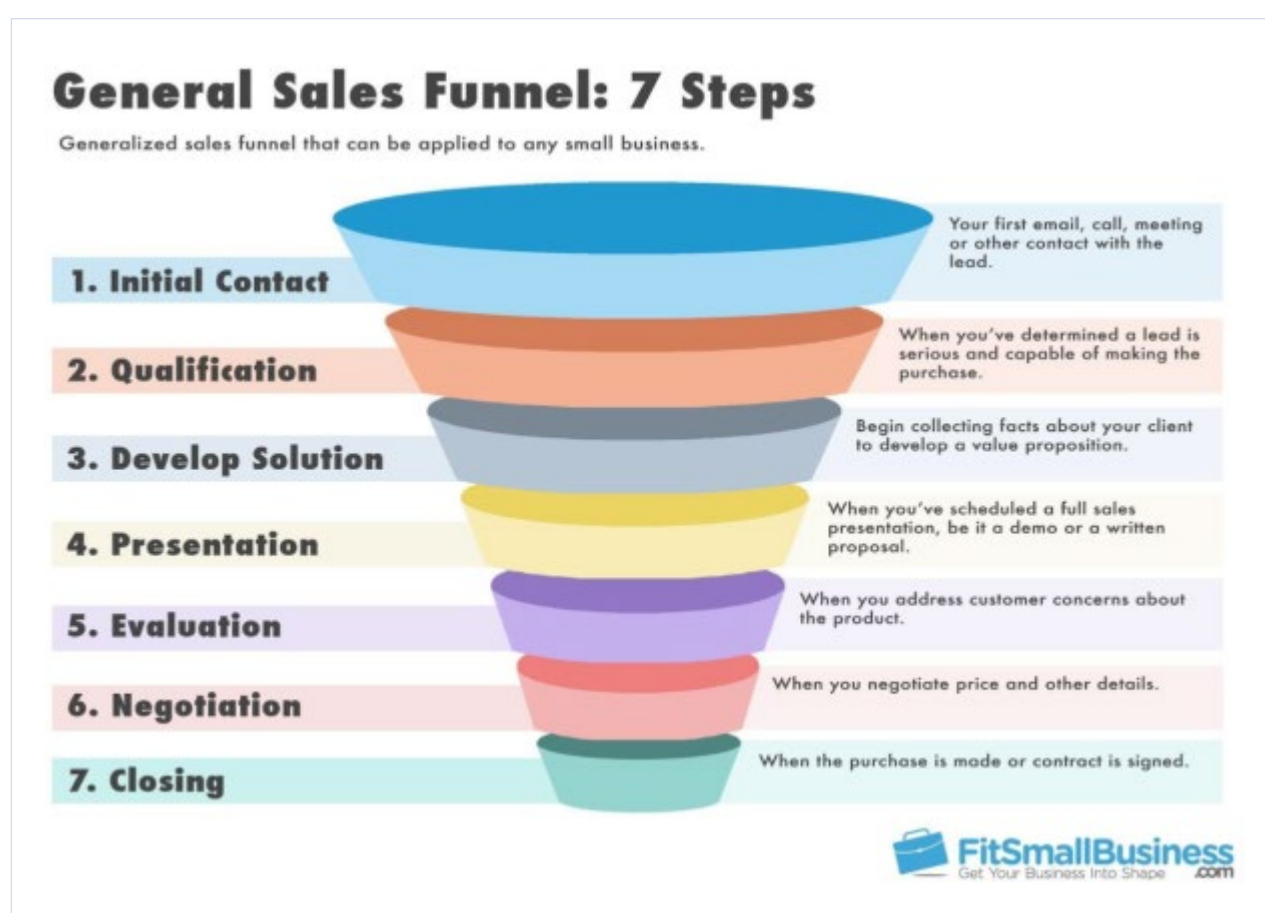 General Sales Funnel: 7 Steps
Generalized sales funnel that can be applied to any small business.
1. Initial Contact
Your first email, call, meeting
or other contact with the
lead.
2. Qualification
When you've determined a lead is
serious and capable of making the
purchase.
3. Develop Solution
Begin collecting facts about your client
to develop a value proposition.
4. Presentation
When you've scheduled a full sales
presentation, be it a demo or a written
proposal.
5. Evaluation
When you address customer concerns about
the product.
6. Negotiation
When you negotiate price and other details.
7. Closing
When the purchase is made or contract is signed.
FitSmallBusiness
Get Your Business Into Shape .com